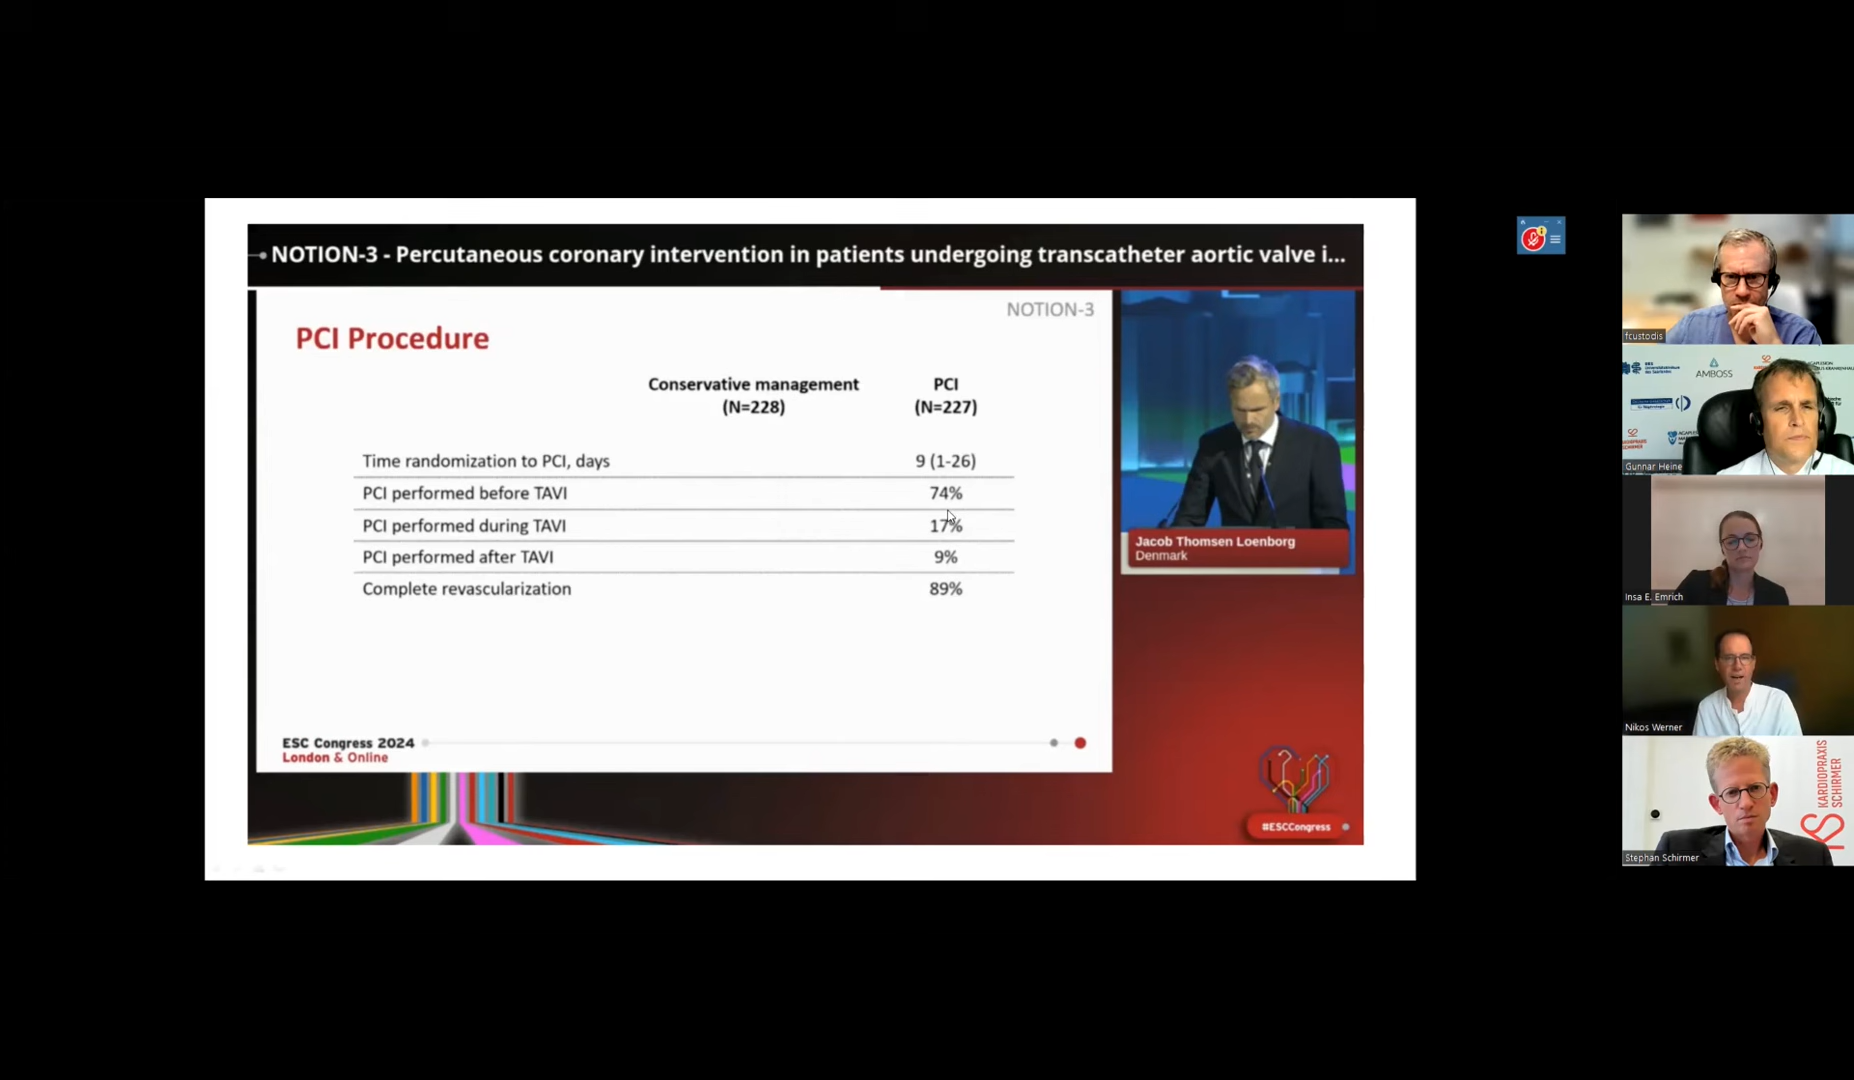 NOTION-3 - Percutaneous coronary intervention in patients undergoing transcatheter aortic valve i...
NOTION-3
PCI Procedure
Conservative management
(N=228)
PCI
(N=227)
Time randomization to PCI, days 9 (1-26)
PCI performed before TAVI 74%
PCI performed during TAVI 17%
PCI performed after TAVI 9%
Complete revascularization 89%
ESC Congress 2024
London & Online
Jacob Thomsen Loenborg
Denmark
#ESCCongress
fcustodis
AMBOSS
Gunnar Heine
Insa E. Emrich
Nikos Werner
KARDIOPRAXIS
SCHIRMER
Stephan Schirmer